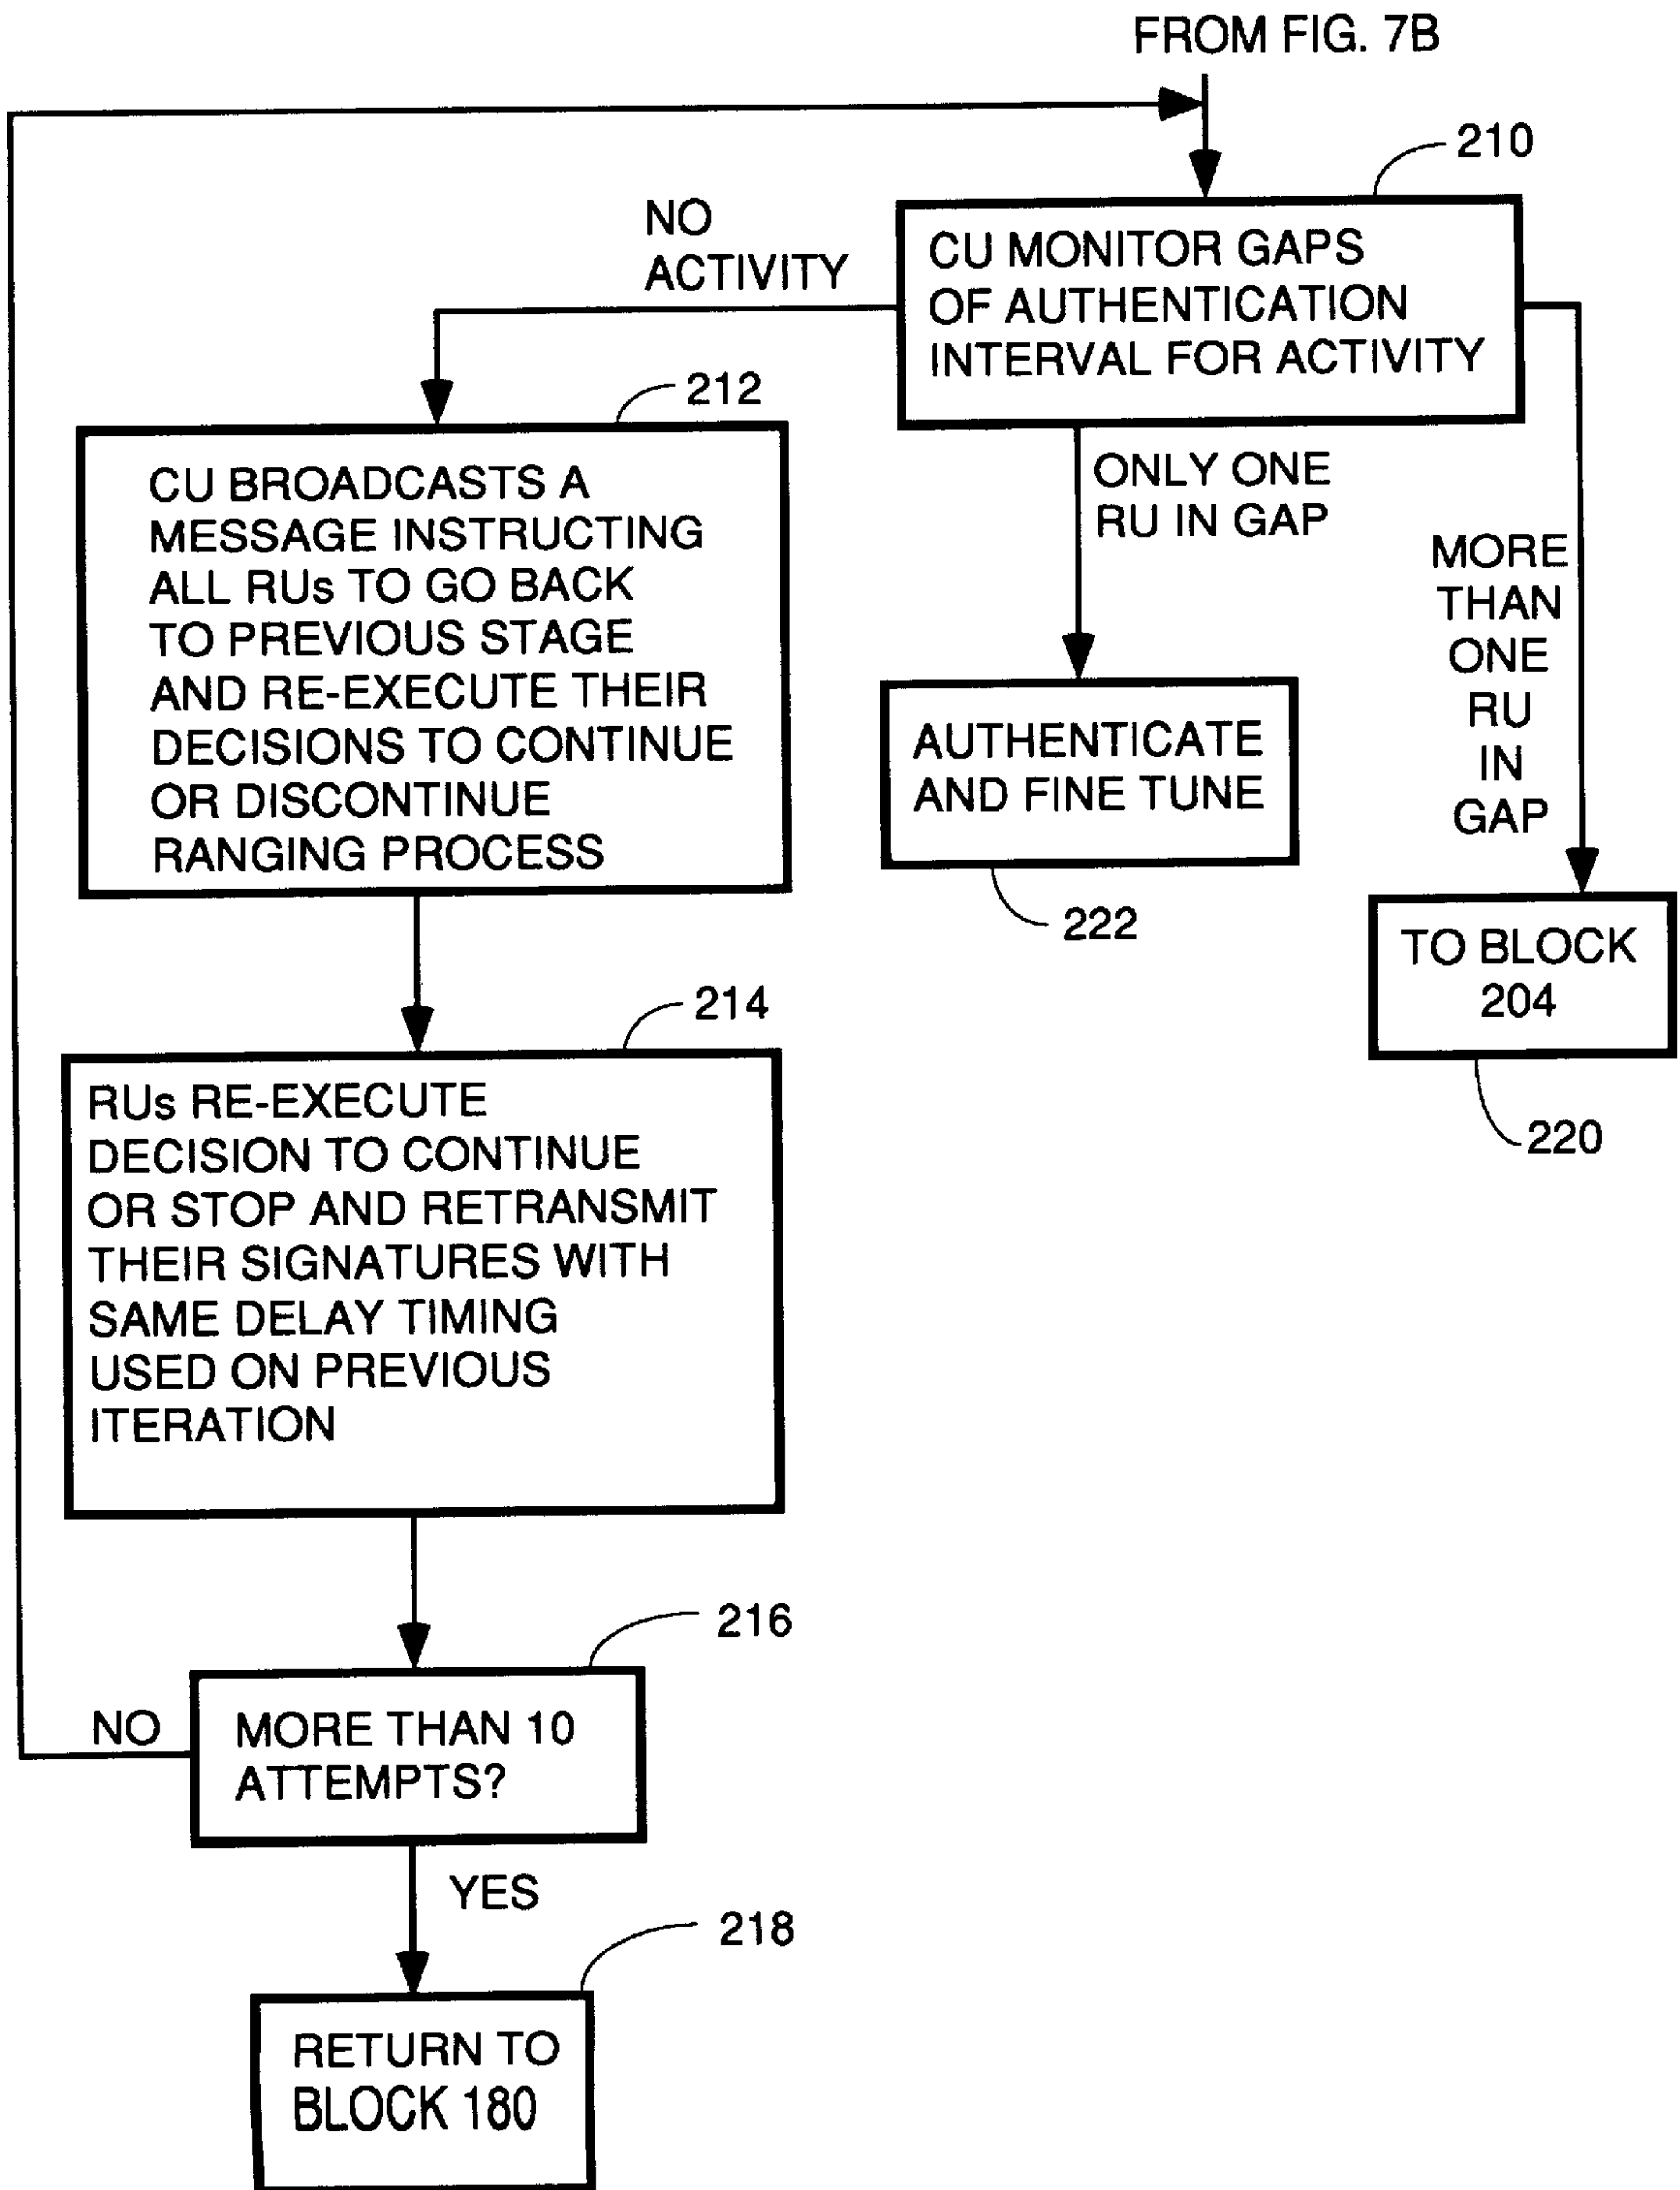 FROM FIG. 7B
210
NO
ACTIVITY
CU MONITOR GAPS
OF AUTHENTICATION
INTERVAL FOR ACTIVITY
212
CU BROADCASTS A
MESSAGE INSTRUCTING
ALL RUs TO GO BACK
TO PREVIOUS STAGE
AND RE-EXECUTE THEIR
DECISIONS TO CONTINUE
OR DISCONTINUE
RANGING PROCESS
ONLY ONE
RU IN GAP
MORE
THAN
ONE
RU
IN
GAP
AUTHENTICATE
AND FINE TUNE
222
TO BLOCK
204
220
214
RUs RE-EXECUTE
DECISION TO CONTINUE
OR STOP AND RETRANSMIT
THEIR SIGNATURES WITH
SAME DELAY TIMING
USED ON PREVIOUS
ITERATION
216
NO
MORE THAN 10
ATTEMPTS?
YES
218
RETURN TO
BLOCK 180